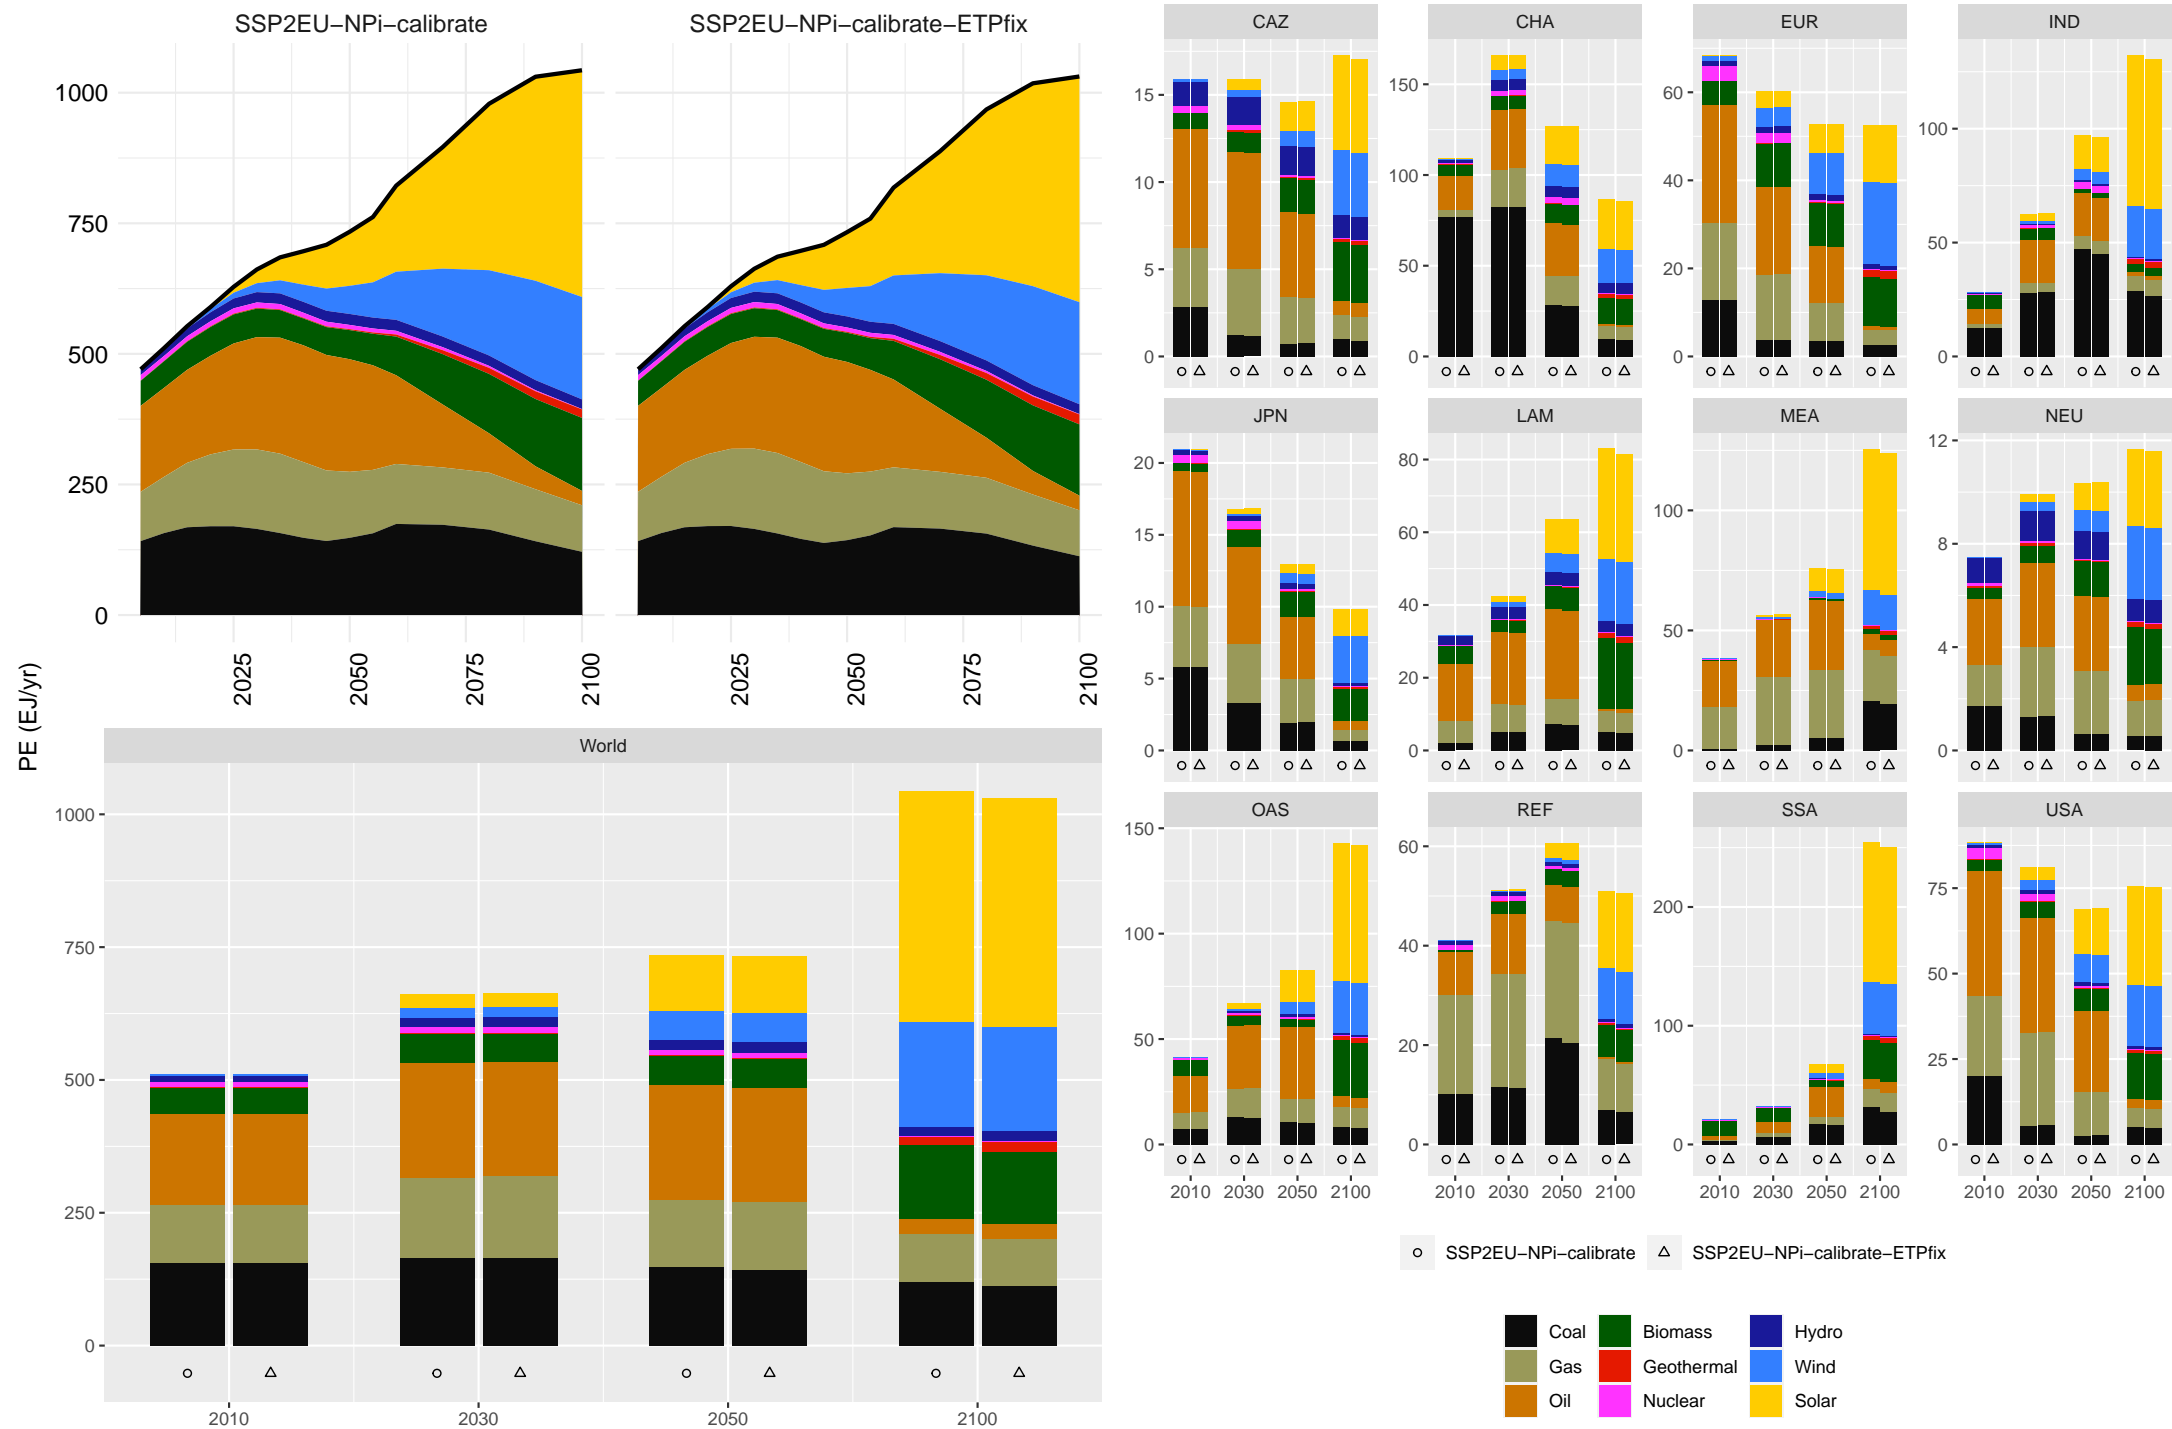 SSP2EU−NPi−calibrate
SSP2EU−NPi−calibrate−ETPfix
1000
750
500
250
0
2025
2050
2075
2100
2025
2050
2075
2100
PE (EJ/yr)
World
1000
750
500
250
0
2010
2030
2050
2100
CAZ
15
10
5
0
CHA
150
100
50
0
EUR
60
40
20
0
IND
100
50
0
JPN
20
15
10
5
0
LAM
80
60
40
20
0
MEA
100
50
0
NEU
12
8
4
0
OAS
150
100
50
0
2010 2030 2050 2100
REF
60
40
20
0
2010 2030 2050 2100
SSA
200
100
0
2010 2030 2050 2100
USA
75
50
25
0
2010 2030 2050 2100
SSP2EU−NPi−calibrate
SSP2EU−NPi−calibrate−ETPfix
Coal
Gas
Oil
Biomass
Geothermal
Nuclear
Hydro
Wind
Solar